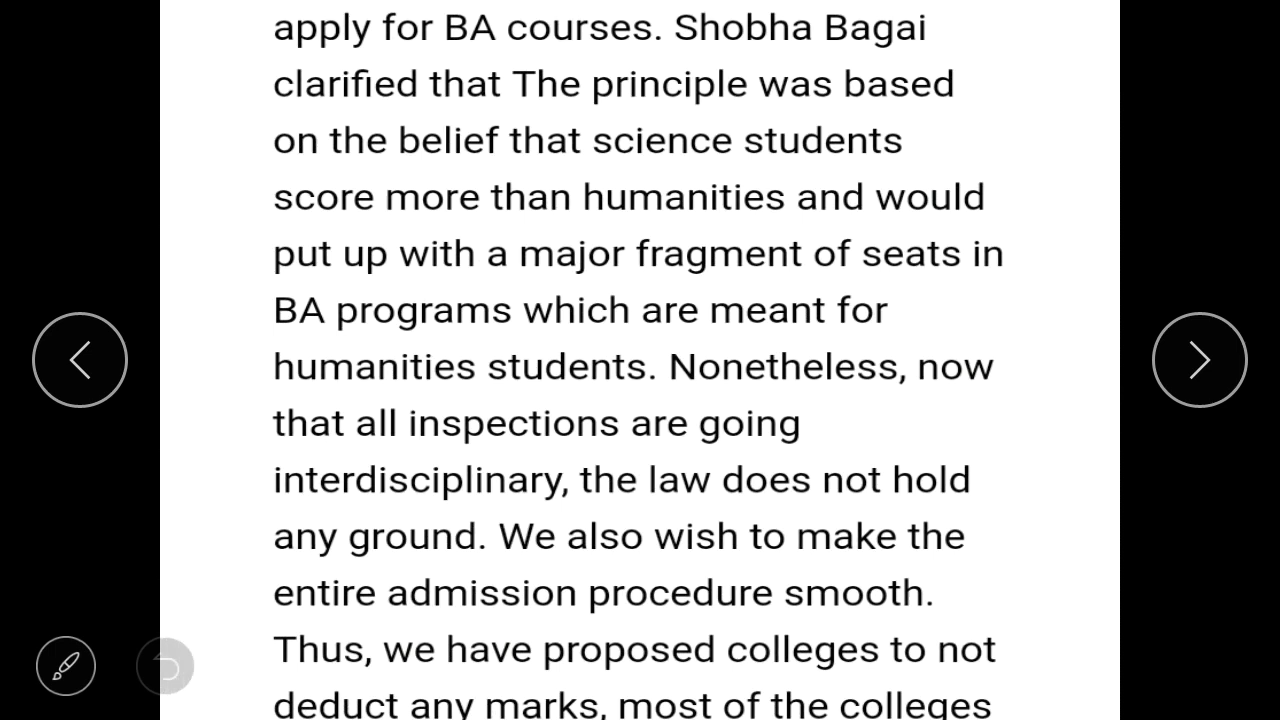 apply for BA courses. Shobha Bagai
clarified that The principle was based
on the belief that science students
score more than humanities and would
put up with a major fragment of seats in
BA programs which are meant for
humanities students. Nonetheless, now
that all inspections are going
interdisciplinary, the law does not hold
any ground. We also wish to make the
entire admission procedure smooth.
Thus, we have proposed colleges to not
deduct any marks, most of the colleges